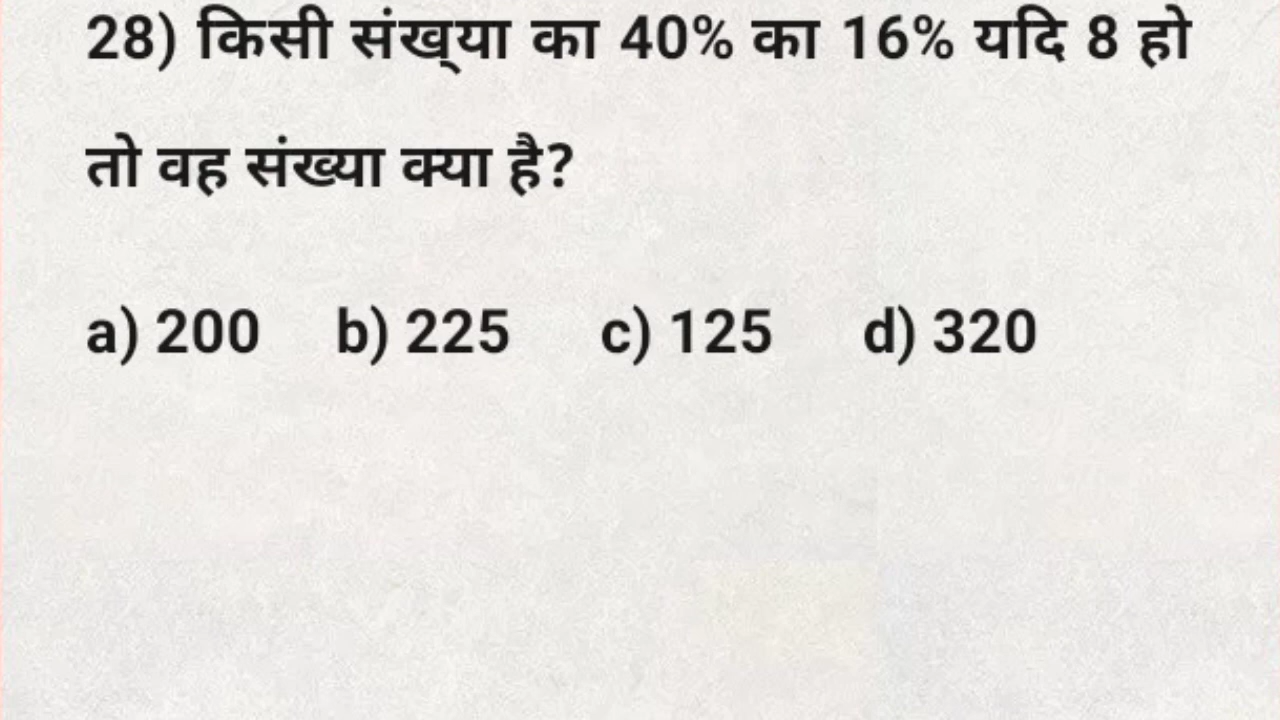 28) किसी संख्‌या का 40% का 16% यदि 8 हो
तो वह संख्या क्या है?
a) 200 b) 225 c) 125 d) 320